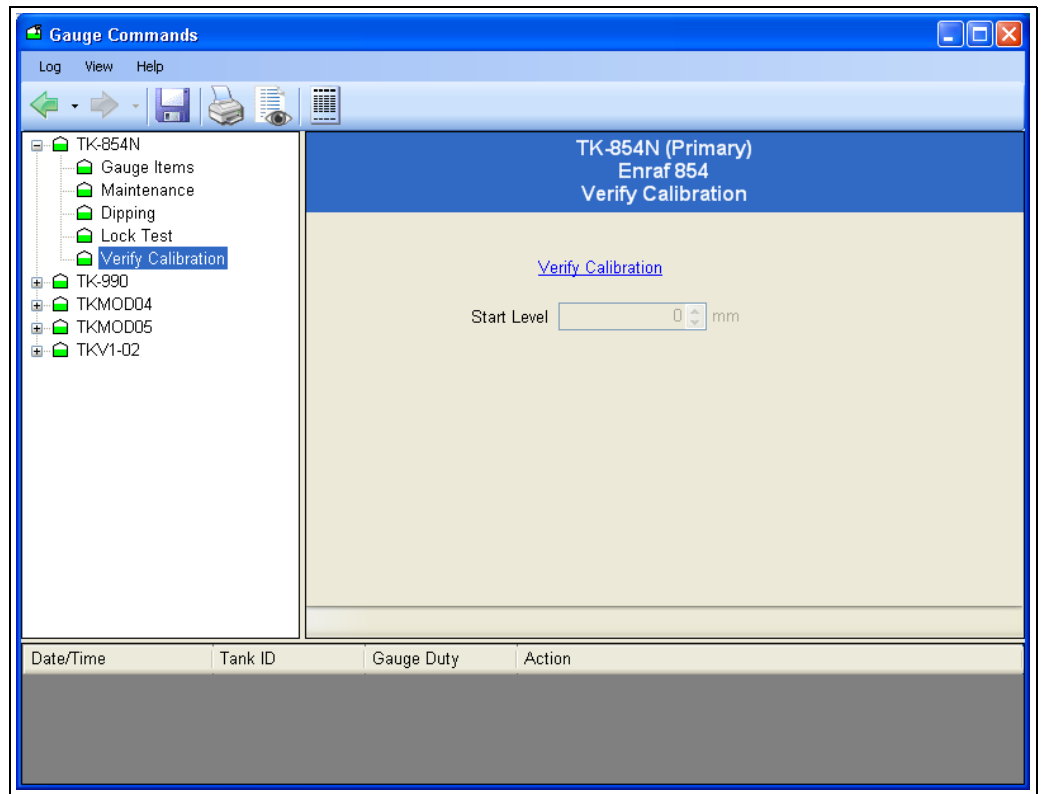 Gauge Commands
Log View Help
TK-854N
Gauge Items
Maintenance
Dipping
Lock Test
Verify Calibration
TK-990
TKMOD04
TKMOD05
TKV1-02
TK-854N (Primary)
Enraf 854
Verify Calibration
Verify Calibration
Start Level 0 mm
Date/Time Tank ID Gauge Duty Action